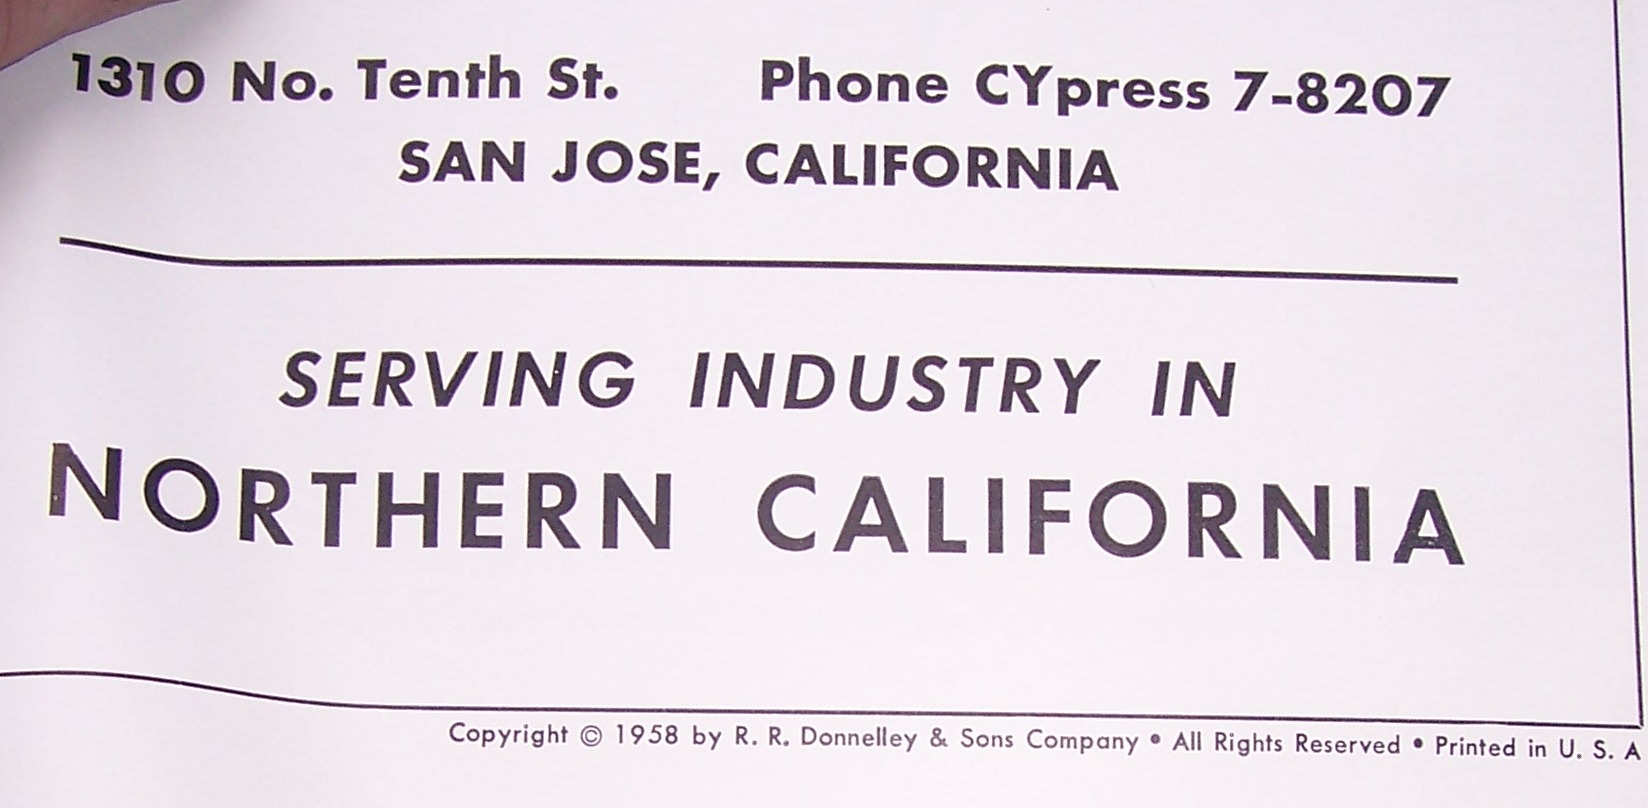 1310 No. Tenth St. Phone CYpress 7-8207
SAN JOSE, CALIFORNIA
SERVING INDUSTRY IN
NORTHERN CALIFORNIA
Copyright © 1958 by R. R. Donnelley & Sons Company • All Rights Reserved • Printed in U. S. A